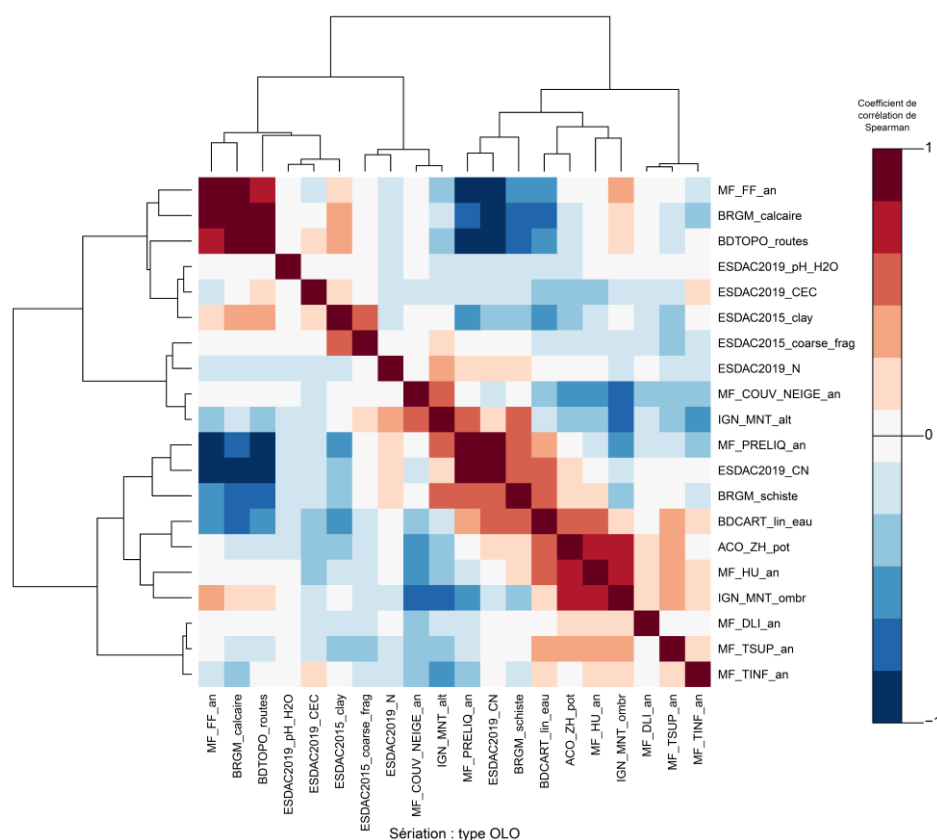 Coefficient de
corrélation de
Spearman
1
0
-1
MF_FF_an
BRGM_calcaire
BDTOPO_routes
ESDAC2019_pH_H2O
ESDAC2019_CEC
ESDAC2015_clay
ESDAC2015_coarse_frag
ESDAC2019_N
MF_COUV_NEIGE_an
IGN_MNT_alt
MF_PRELIQ_an
ESDAC2019_CN
BRGM_schiste
BDCART_lin_eau
ACO_ZH_pot
MF_HU_an
IGN_MNT_ombr
MF_DLI_an
MF_TSUP_an
MF_TINF_an
MF_FF_an
BRGM_calcaire
BDTOPO_routes
ESDAC2019_pH_H2O
ESDAC2019_CEC
ESDAC2015_clay
ESDAC2015_coarse_frag
ESDAC2019_N
MF_COUV_NEIGE_an
IGN_MNT_alt
MF_PRELIQ_an
ESDAC2019_CN
BRGM_schiste
BDCART_lin_eau
ACO_ZH_pot
MF_HU_an
IGN_MNT_ombr
MF_DLI_an
MF_TSUP_an
MF_TINF_an
Sériation : type OLO